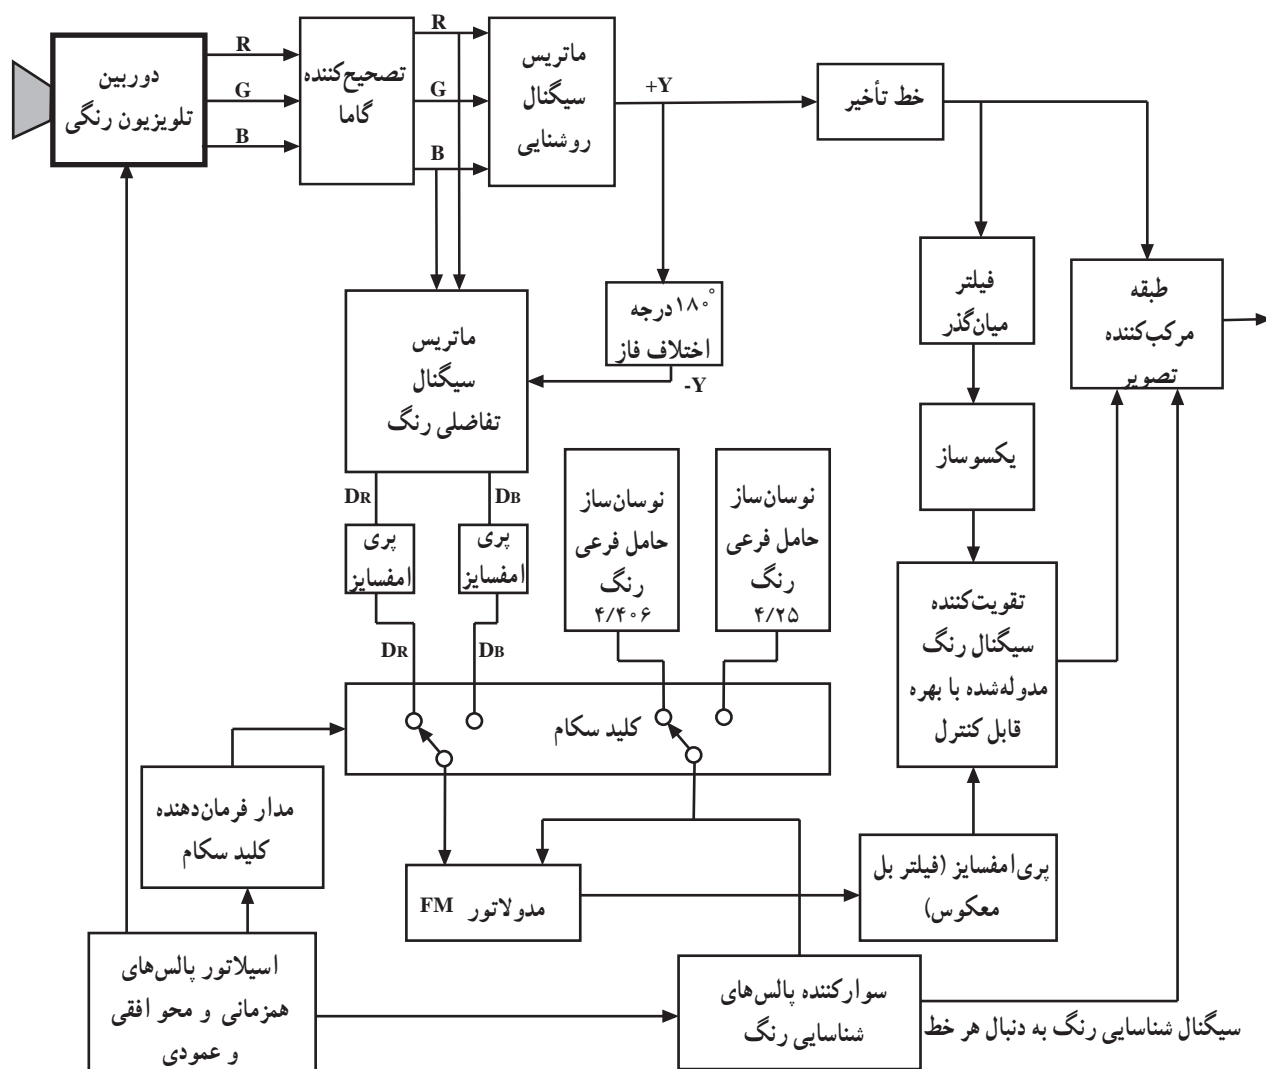 دوربین
تلویزیون رنگی
R
G
B
تصحیح‌کننده
گاما
R
G
B
ماتریس
سیگنال
روشنایی
+Y
خط تأخیر
فیلتر
میان‌گذر
طبقه
مرکب‌کننده
تصویر
۱۸۰° درجه
اختلاف فاز
-Y
ماتریس
سیگنال
تفاضلی رنگ
یکسوساز
DR
DB
پری
امفسایز
پری
امفسایز
نوسان‌ساز
حامل فرعی
رنگ
۴/۴۰۶
نوسان‌ساز
حامل فرعی
رنگ
۴/۲۵
تقویت‌کننده
سیگنال رنگ
مدوله‌شده با بهره
قابل کنترل
DR
DB
کلید سکام
مدار فرمان‌دهنده
کلید سکام
مدولاتور FM
پری‌امفسایز (فیلتر بل
معکوس)
اسیلاتور پالس‌های
همزمانی و محو افقی
و عمودی
سوارکننده پالس‌های
شناسایی رنگ
سیگنال شناسایی رنگ به دنبال هر خط